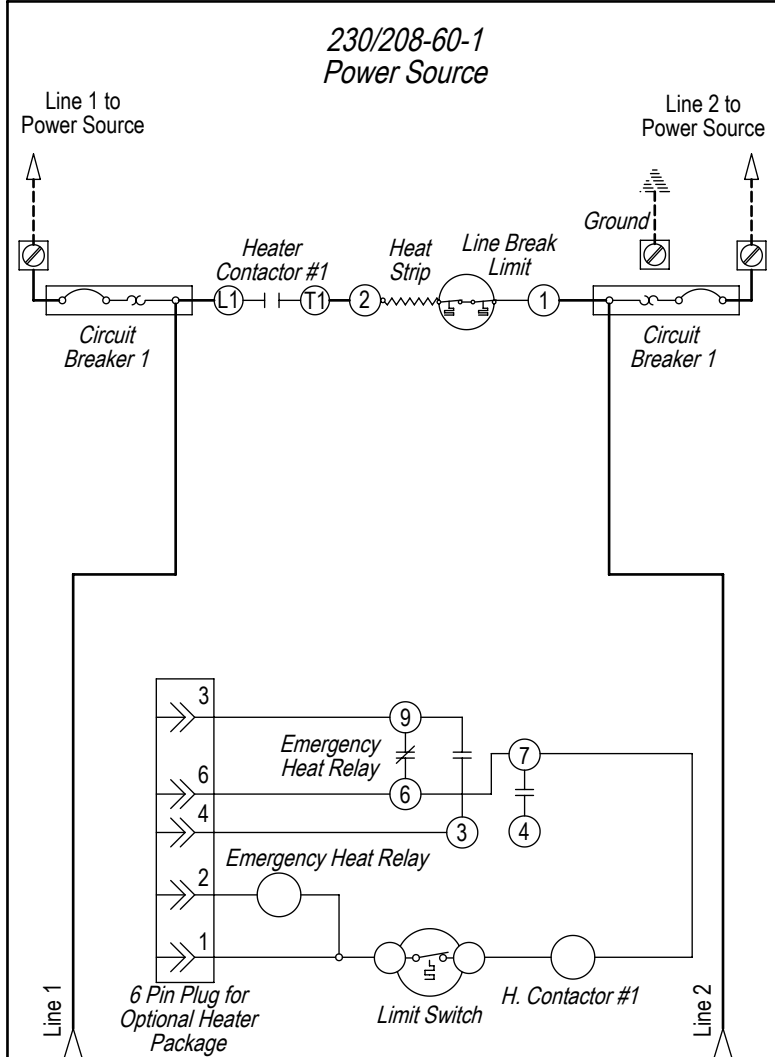 230/208-60-1
Power Source
Line 1 to
Power Source
Line 2 to
Power Source
Ground
Heater
Contactor #1
Heat
Strip
Line Break
Limit
L1
T1
2
1
Circuit
Breaker 1
Circuit
Breaker 1
3
9
Emergency
Heat Relay
7
6
6
4
3
4
Emergency Heat Relay
2
1
6 Pin Plug for
Optional Heater
Package
Limit Switch
H. Contactor #1
Line 1
Line 2